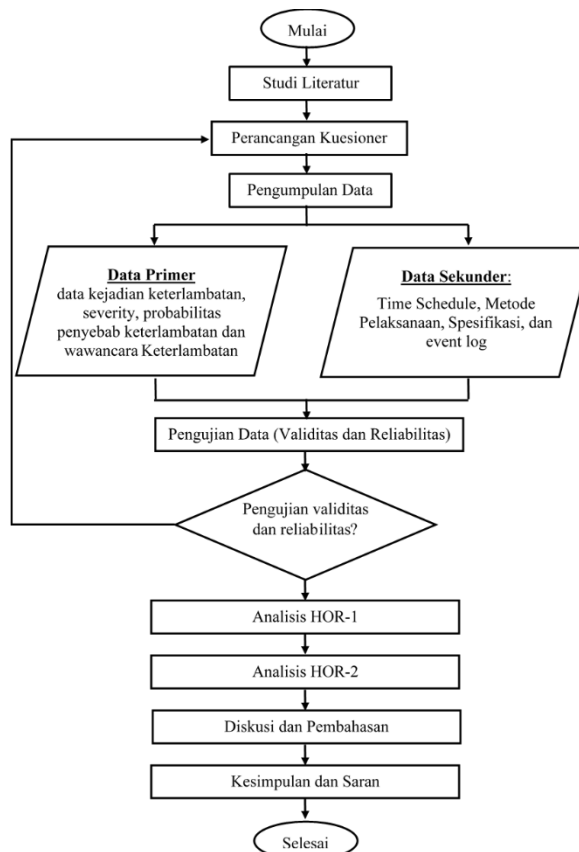 Mulai
Studi Literatur
Perancangan Kuesioner
Pengumpulan Data
Data Primer
data kejadian keterlambatan,
severity, probabilitas
penyebab keterlambatan dan
wawancara Keterlambatan
Data Sekunder:
Time Schedule, Metode
Pelaksanaan, Spesifikasi, dan
event log
Pengujian Data (Validitas dan Reliabilitas)
Pengujian validitas
dan reliabilitas?
Analisis HOR-1
Analisis HOR-2
Diskusi dan Pembahasan
Kesimpulan dan Saran
Selesai